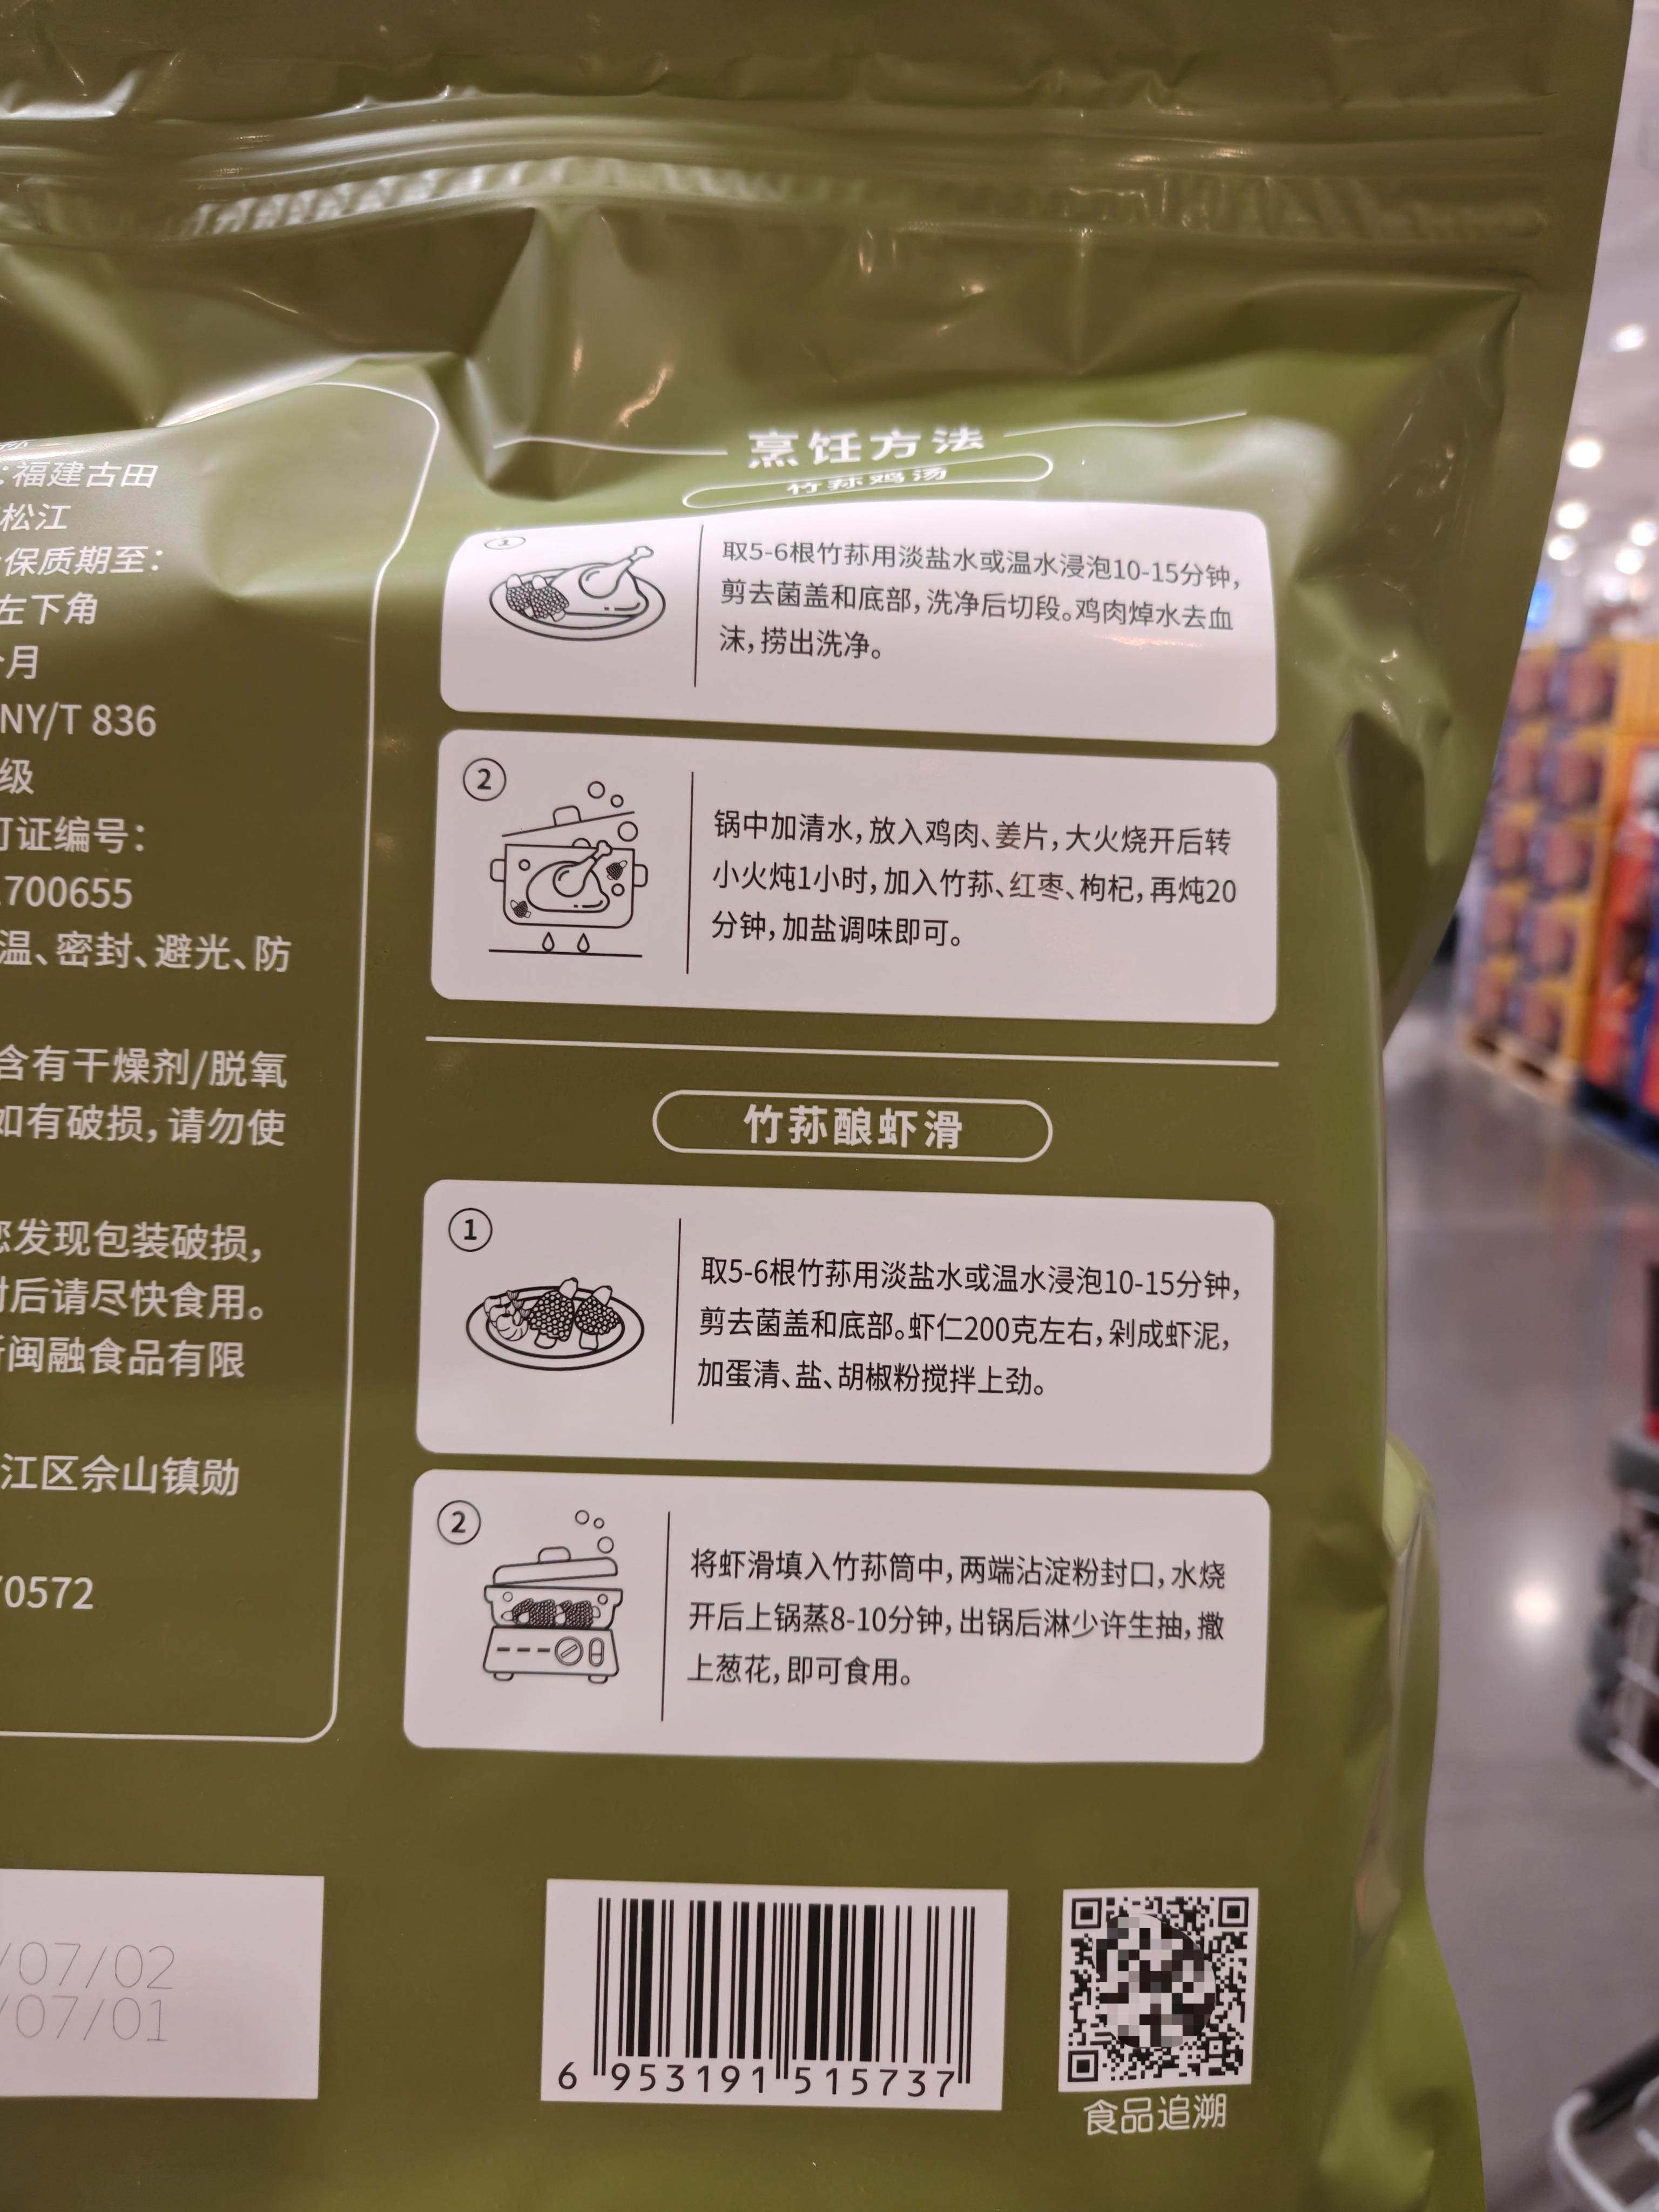 :福建古田
松江
保质期至:
左下角
个月
NY/T 836
级
可证编号:
700655
温、密封、避光、防
含有干燥剂/脱氧
如有破损,请勿使
您发现包装破损,
封后请尽快食用。
闽融食品有限
江区佘山镇勋
70572
/07/02
/07/01
烹饪方法
竹荪鸡汤
1
取5-6根竹荪用淡盐水或温水浸泡10-15分钟,
剪去菌盖和底部,洗净后切段。鸡肉焯水去血
沫,捞出洗净。
2
锅中加清水,放入鸡肉、姜片,大火烧开后转
小火炖1小时,加入竹荪、红枣、枸杞,再炖20
分钟,加盐调味即可。
竹荪酿虾滑
1
取5-6根竹荪用淡盐水或温水浸泡10-15分钟,
剪去菌盖和底部。虾仁200克左右,剁成虾泥,
加蛋清、盐、胡椒粉搅拌上劲。
2
将虾滑填入竹荪筒中,两端沾淀粉封口,水烧
开后上锅蒸8-10分钟,出锅后淋少许生抽,撒
上葱花,即可食用。
6 953191 515737
食品追溯